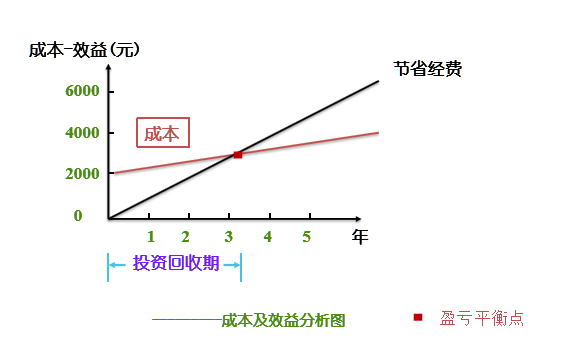 成本-效益(元)
节省经费
6000
4000
成本
2000
0
1 2 3 4 5 年
投资回收期
————成本及效益分析图
盈亏平衡点